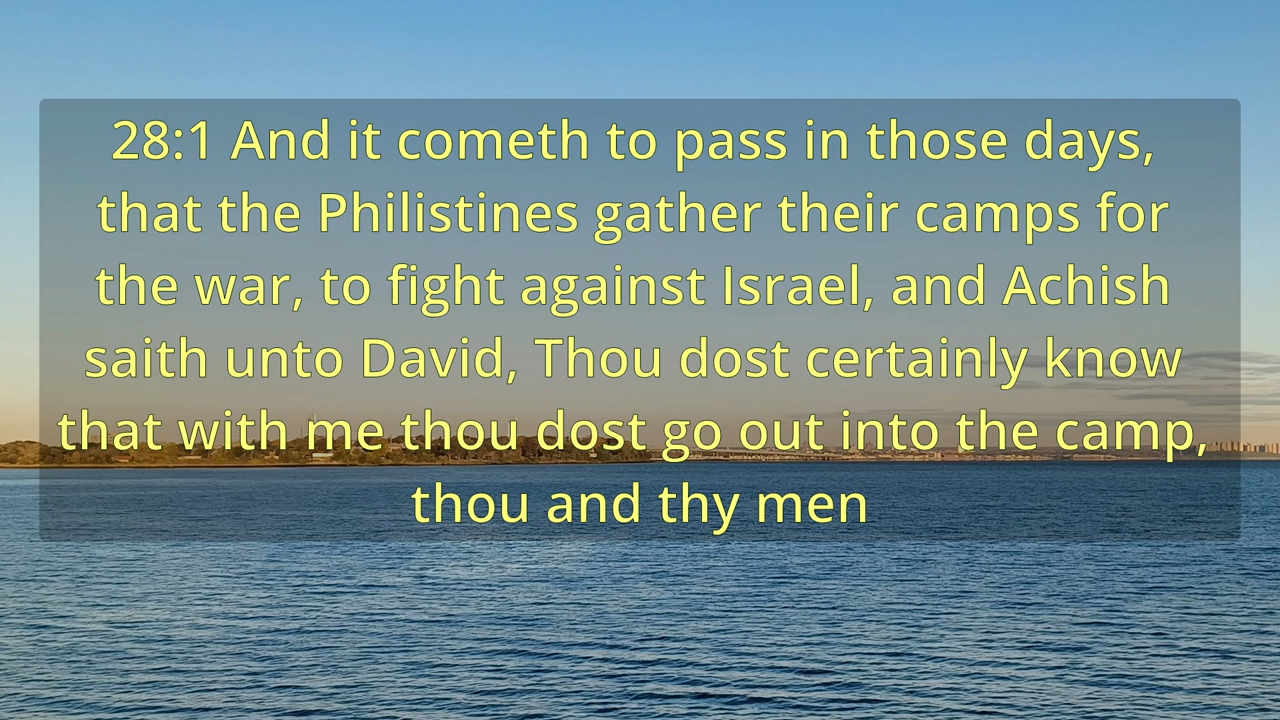 28:1 And it cometh to pass in those days,
that the Philistines gather their camps for
the war, to fight against Israel, and Achish
saith unto David, Thou dost certainly know
that with me thou dost go out into the camp,
thou and thy men